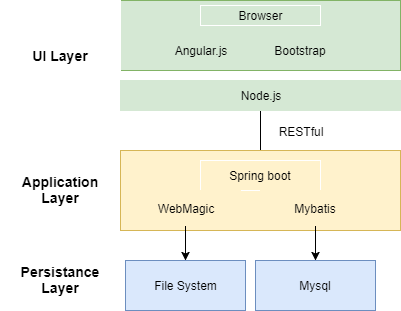 Browser
Angular.js
Bootstrap
UI Layer
Node.js
RESTful
Spring boot
Application
Layer
WebMagic
Mybatis
Persistance
Layer
File System
Mysql